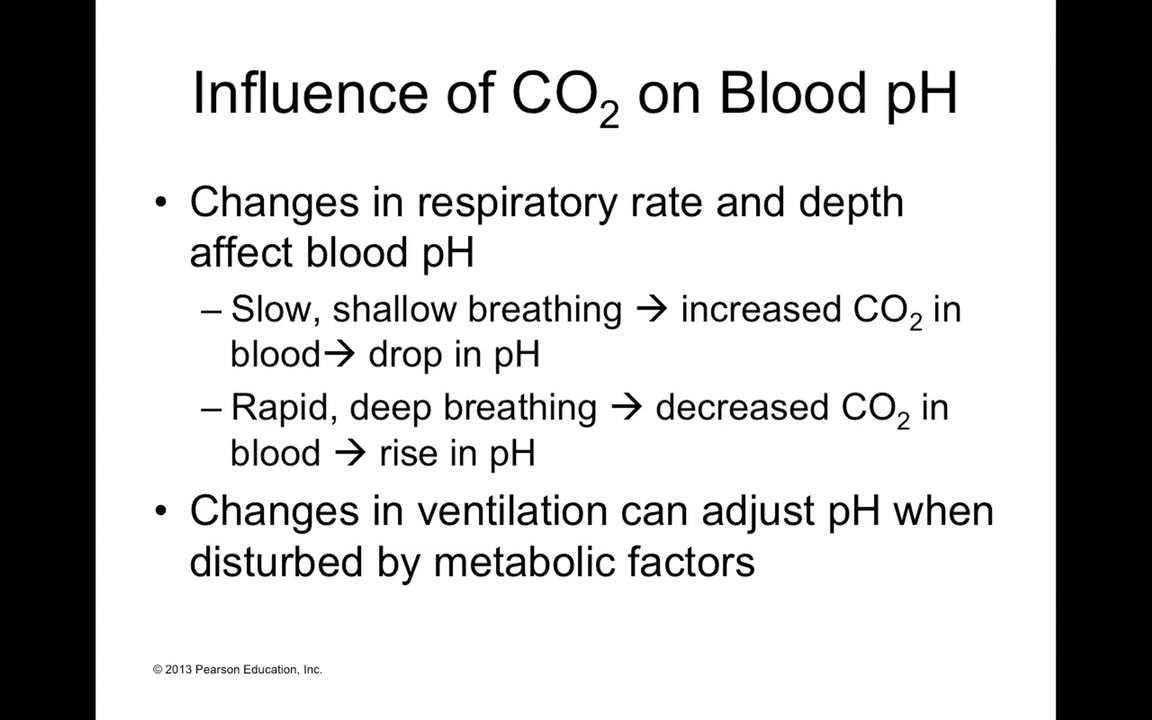 Influence of CO₂ on Blood pH
• Changes in respiratory rate and depth
affect blood pH
– Slow, shallow breathing → increased CO₂ in
blood→ drop in pH
– Rapid, deep breathing → decreased CO₂ in
blood → rise in pH
• Changes in ventilation can adjust pH when
disturbed by metabolic factors
© 2013 Pearson Education, Inc.